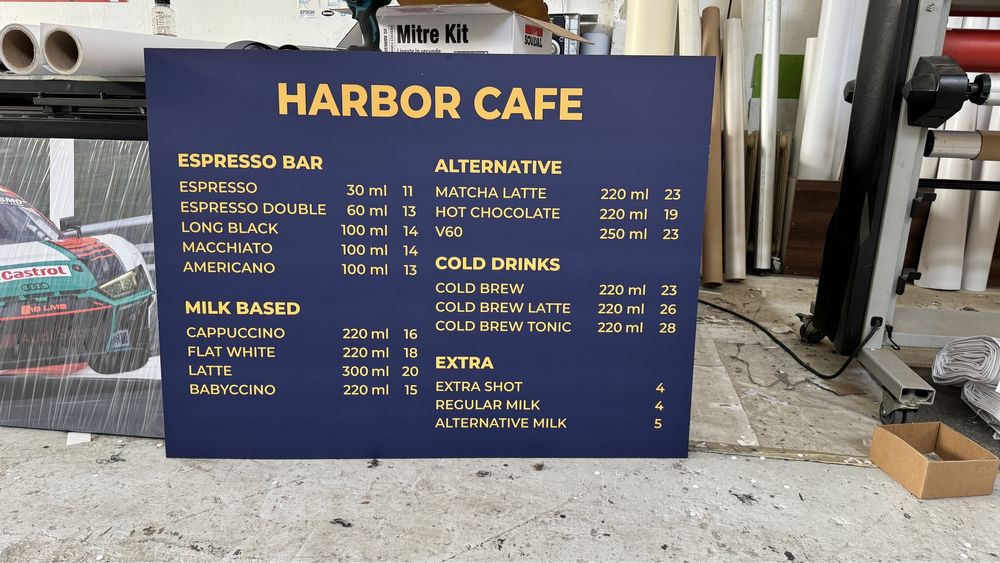 EPSON
Mitre Kit
SOUDAL
HARBOR CAFE
ESPRESSO BAR
ESPRESSO 30 ml 11
ESPRESSO DOUBLE 60 ml 13
LONG BLACK 100 ml 14
MACCHIATO 100 ml 14
AMERICANO 100 ml 13
MILK BASED
CAPPUCCINO 220 ml 16
FLAT WHITE 220 ml 18
LATTE 300 ml 20
BABYCCINO 220 ml 15
ALTERNATIVE
MATCHA LATTE 220 ml 23
HOT CHOCOLATE 220 ml 19
V60 250 ml 23
COLD DRINKS
COLD BREW 220 ml 23
COLD BREW LATTE 220 ml 26
COLD BREW TONIC 220 ml 28
EXTRA
EXTRA SHOT 4
REGULAR MILK 4
ALTERNATIVE MILK 5
Castrol
R8 LMS